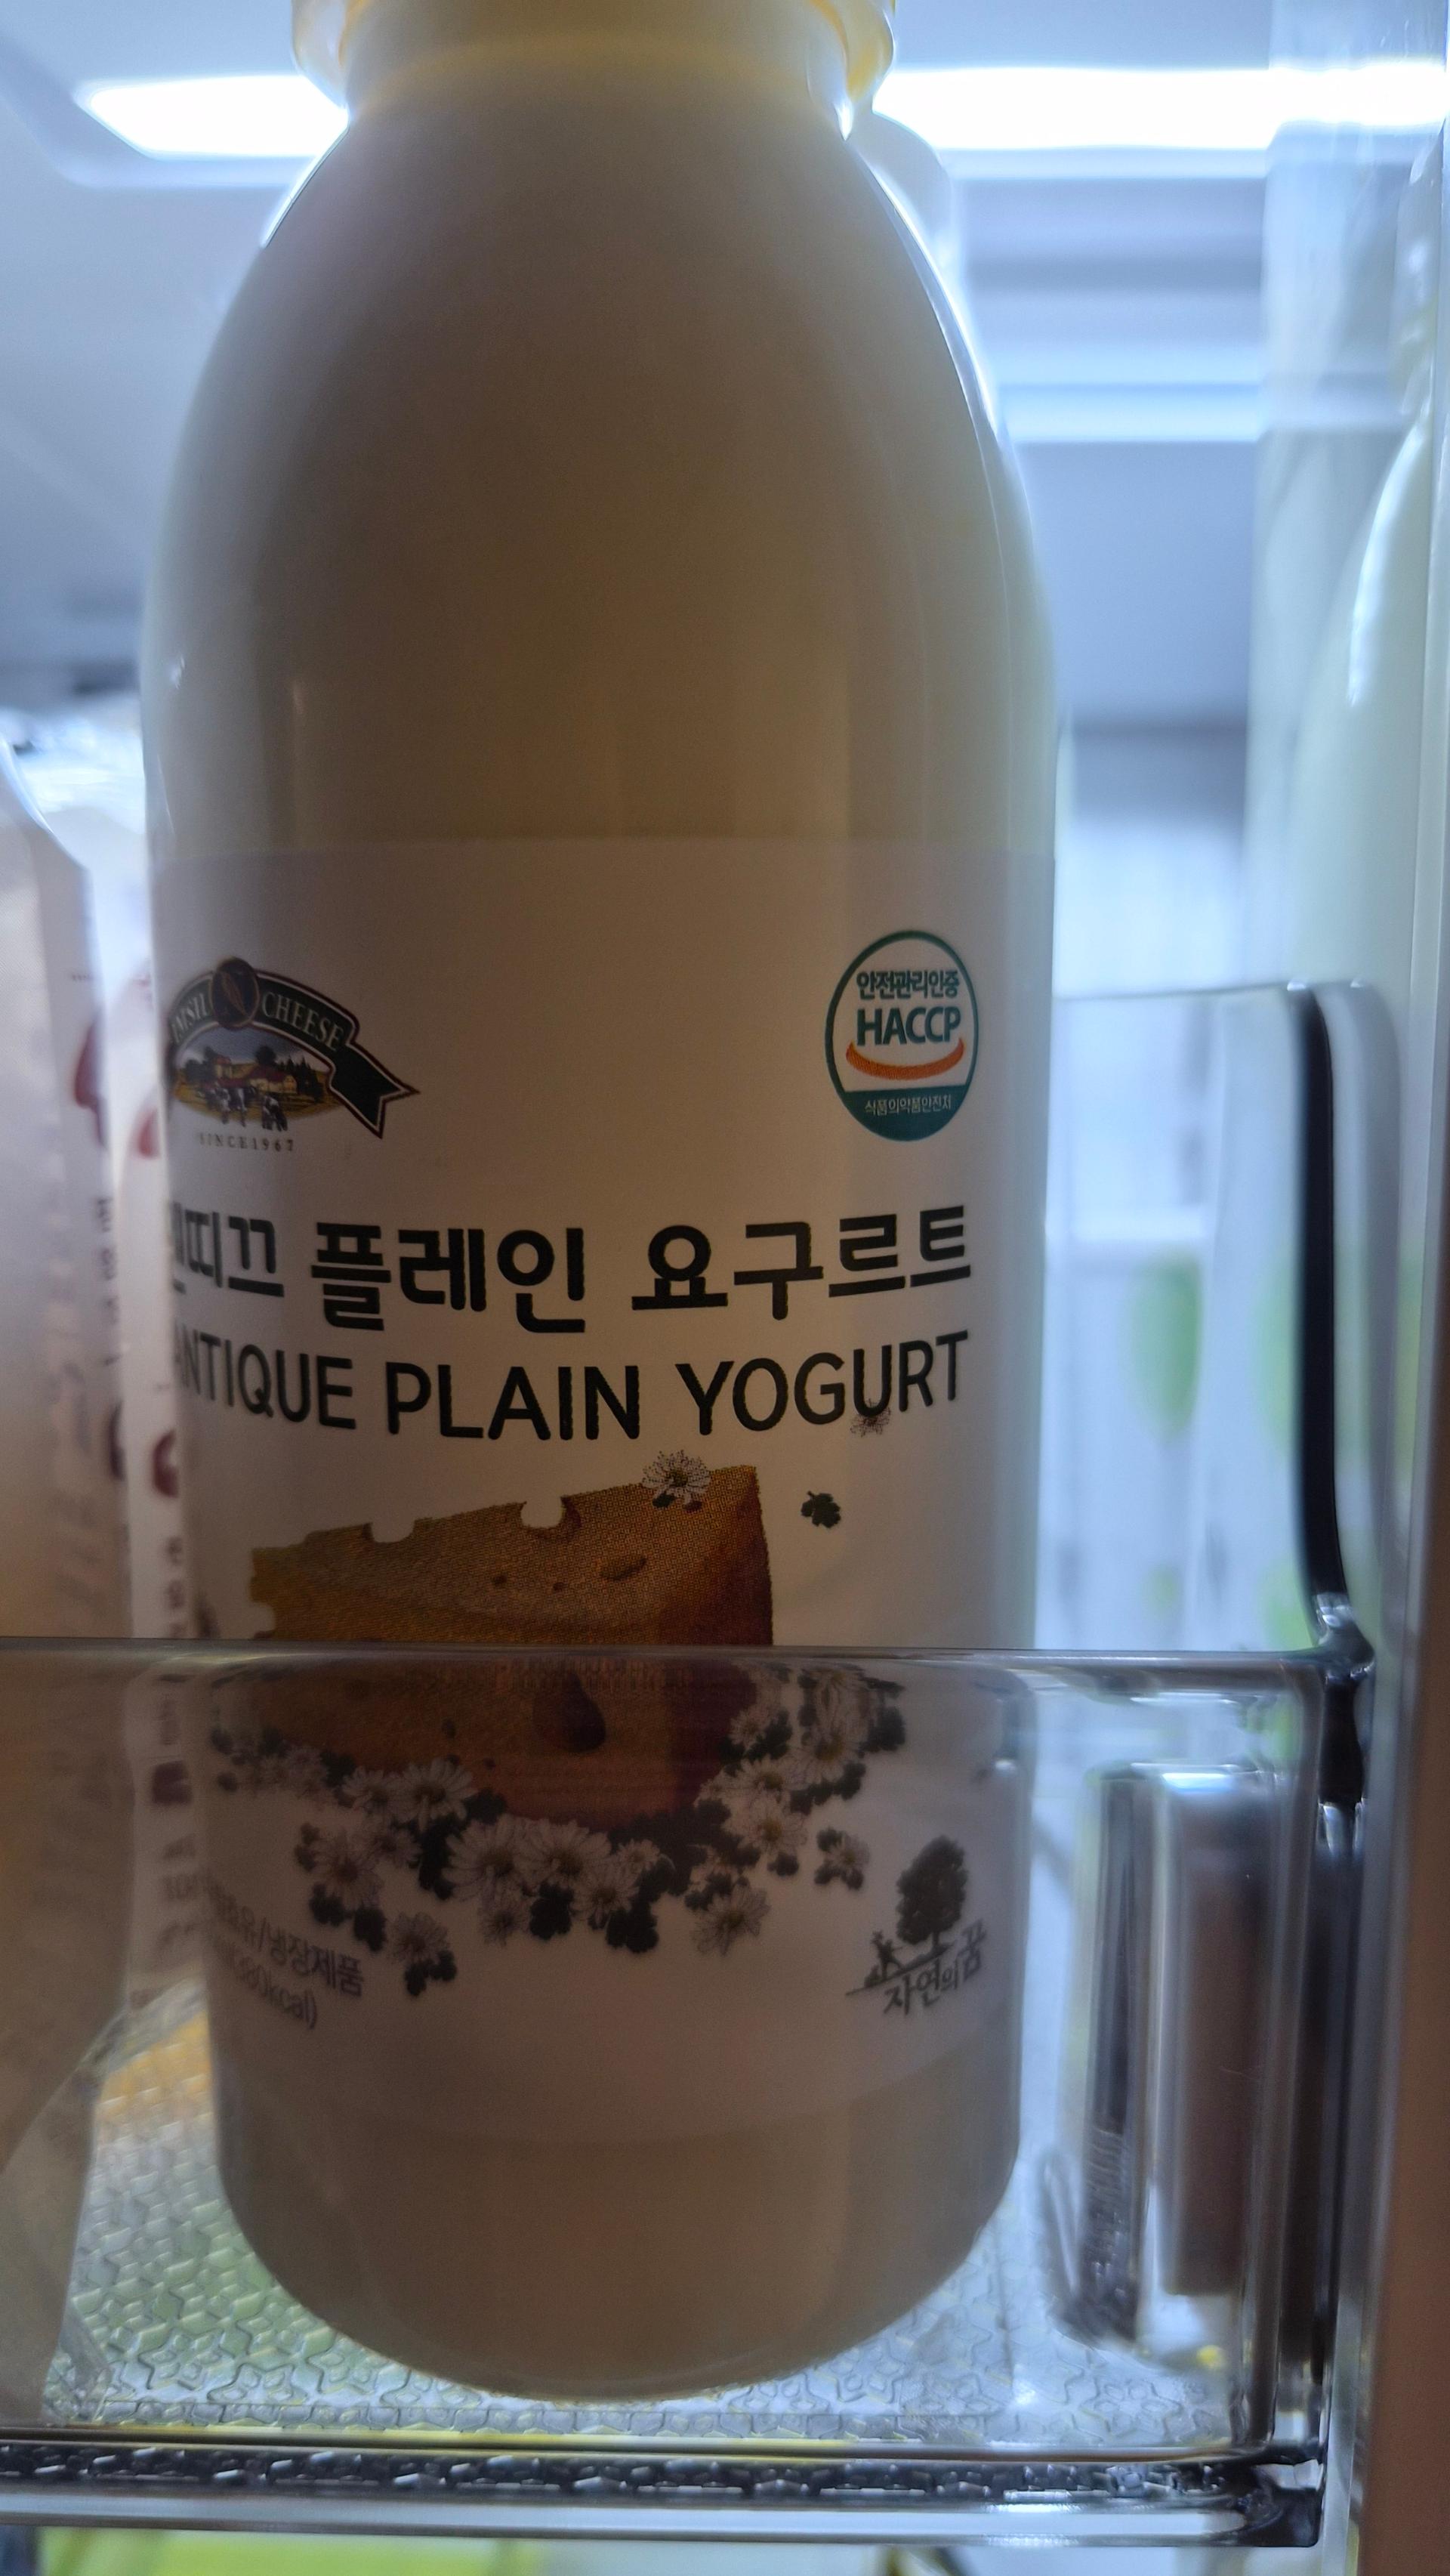 CHEESE
SINCE1967
안전관리인증
HACCP
식품의약품안전처
플레인 요구르트
ANTIQUE PLAIN YOGURT
냉장제품
자연의 꿈